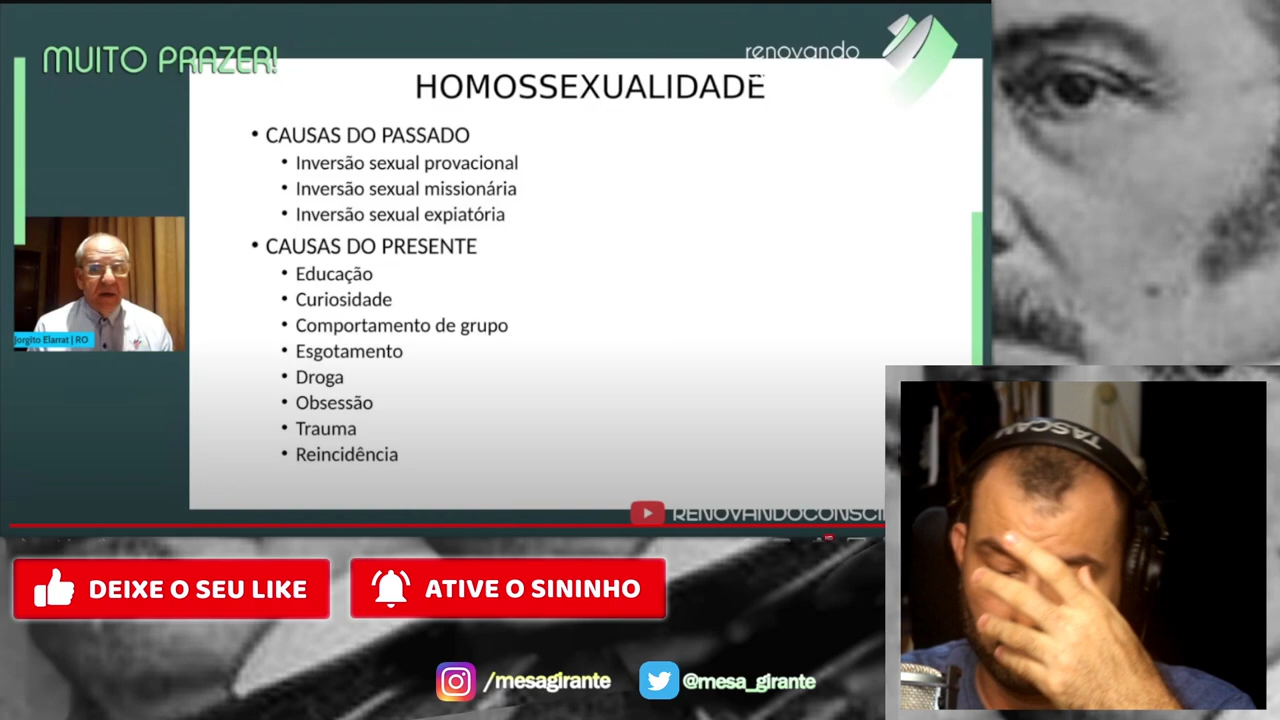 MUITO PRAZER!
renovando
HOMOSSEXUALIDADE
• CAUSAS DO PASSADO
• Inversão sexual provacional
• Inversão sexual missionária
• Inversão sexual expiatória
• CAUSAS DO PRESENTE
• Educação
• Curiosidade
• Comportamento de grupo
• Esgotamento
• Droga
• Obsessão
• Trauma
• Reincidência
Jorgito Elarrat | RO
RENOVANDOCONSCI
TASCAM
DEIXE O SEU LIKE
ATIVE O SININHO
/mesagirante
@mesa_girante